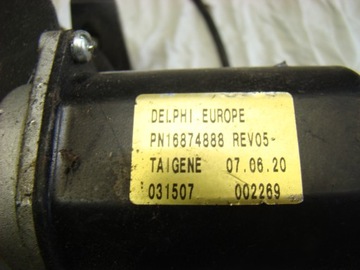 DELPHI EUROPE
PN16874888 REV05-
TAIGENE 07.06.20
031507 002269